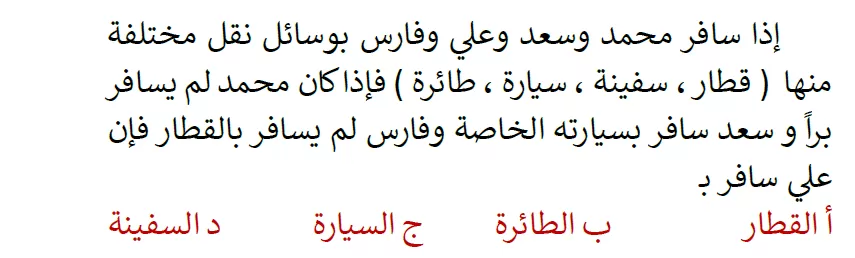 إذا سافر محمد وسعد وعلي وفارس بوسائل نقل مختلفة
منها ( قطار ، سفينة ، سيارة ، طائرة ) فإذا كان محمد لم يسافر
براً و سعد سافر بسيارته الخاصة وفارس لم يسافر بالقطار فإن
علي سافر بـ
أ القطار ب الطائرة ج السيارة د السفينة